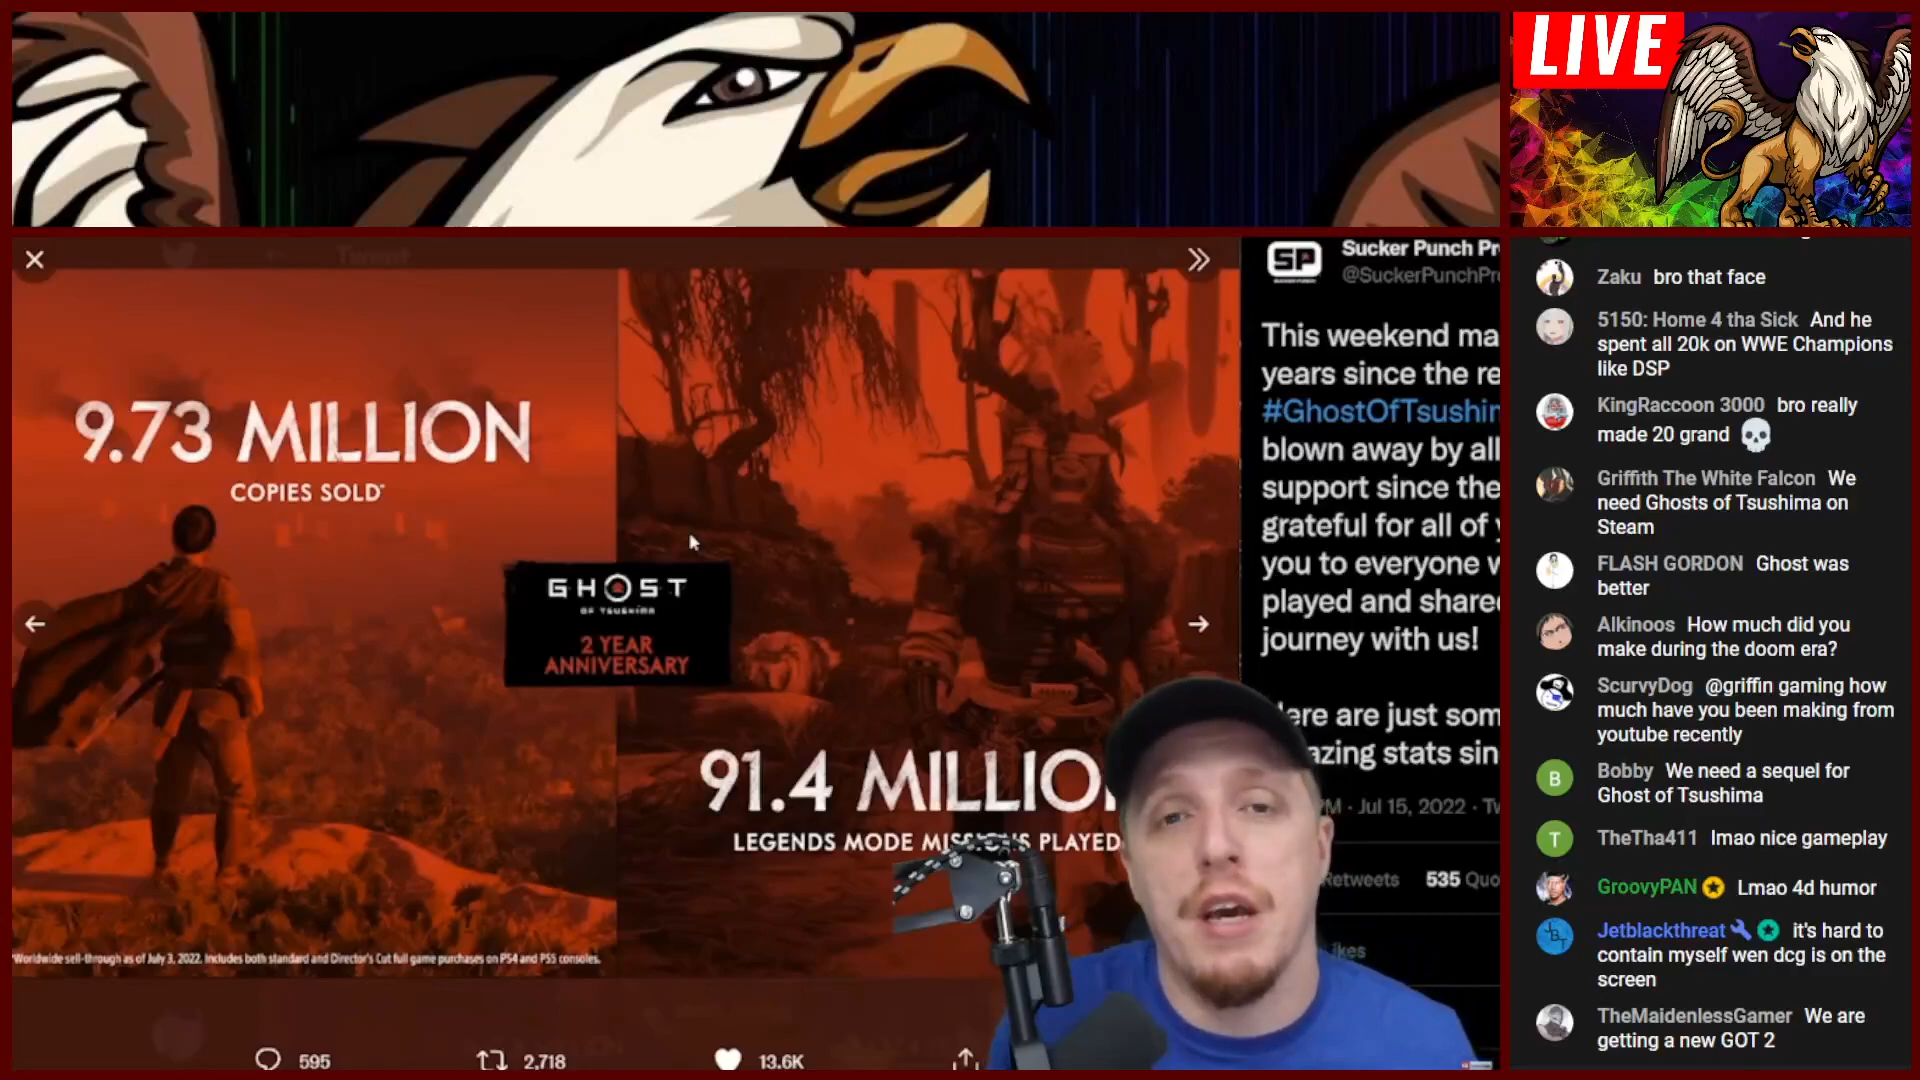 LIVE
Tweet
9.73 MILLION
COPIES SOLD*
GHOST
OF TSUSHIMA
2 YEAR
ANNIVERSARY
91.4
LEGENDS MODE MISSIONS PLAYED
*Worldwide sell-through as of July 3, 2022. Includes both standard and Director's Cut full game purchases on PS4 and PS5 consoles.
595
2,718
13.6K
SP
Sucker Punch Pr
@SuckerPunchPr
This weekend ma
years since the re
#GhostOfTsushi
blown away by all
support since the
grateful for all of
you to everyone
played and share
journey with us!
ere are just som
azing stats sin
M · Jul 15, 2022 · Tw
Retweets 535 Quo
ikes
Zaku bro that face
5150: Home 4 tha Sick And he
spent all 20k on WWE Champions
like DSP
KingRaccoon 3000 bro really
made 20 grand
Griffith The White Falcon We
need Ghosts of Tsushima on
Steam
FLASH GORDON Ghost was
better
Alkinoos How much did you
make during the doom era?
ScurvyDog @griffin gaming how
much have you been making from
youtube recently
B
Bobby We need a sequel for
Ghost of Tsushima
T
TheTha411 lmao nice gameplay
GroovyPAN Lmao 4d humor
JBT
Jetblackthreat it's hard to
contain myself wen dcg is on the
screen
TheMaidenlessGamer We are
getting a new GOT 2